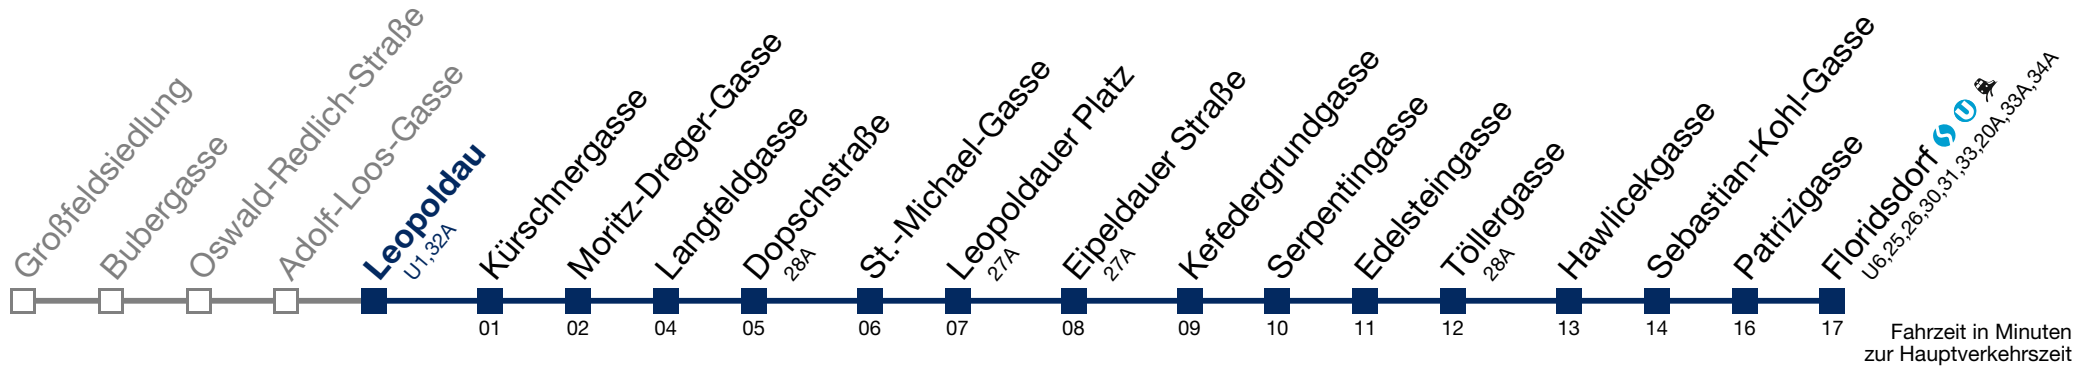 Großfeldsiedlung
Bubergasse
Oswald-Redlich-Straße
Adolf-Loos-Gasse
Leopoldau
U1,32A
Kürschnergasse
Moritz-Dreger-Gasse
Langfeldgasse
Dopschstraße
28A
St.-Michael-Gasse
Leopoldauer Platz
27A
Eipeldauer Straße
27A
Kefedergrundgasse
Serpentingasse
Edelsteingasse
Töllergasse
28A
Hawlicekgasse
Sebastian-Kohl-Gasse
Patrizigasse
Floridsdorf S U
U6,25,26,30,31,33,20A,33A,34A
01 02 04 05 06 07 08 09 10 11 12 13 14 16 17
Fahrzeit in Minuten
zur Hauptverkehrszeit